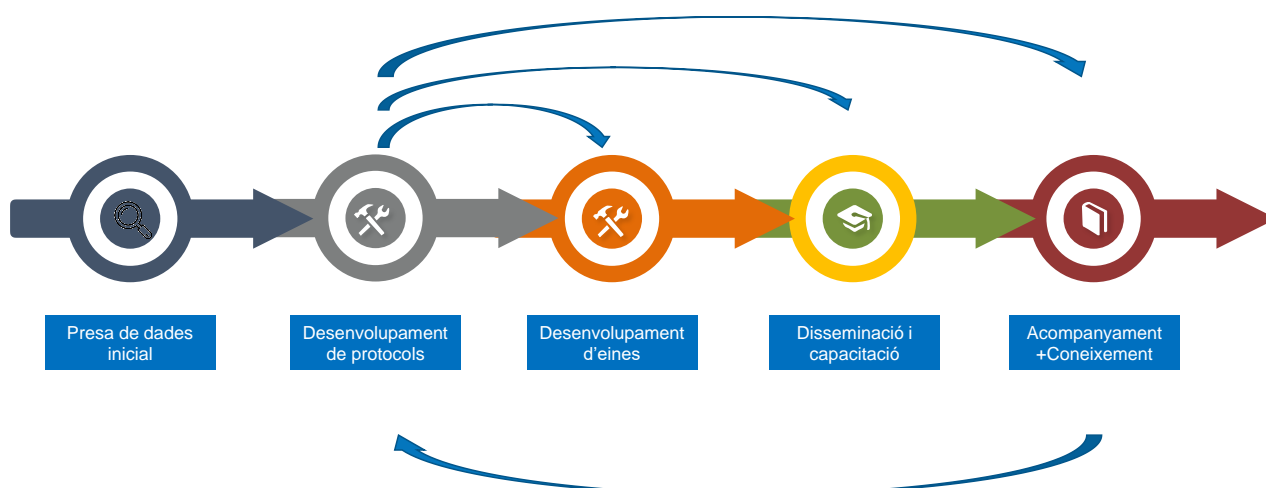 Presa de dades
inicial
Desenvolupament
de protocols
Desenvolupament
d'eines
Disseminació i
capacitació
Acompanyament
+Coneixement